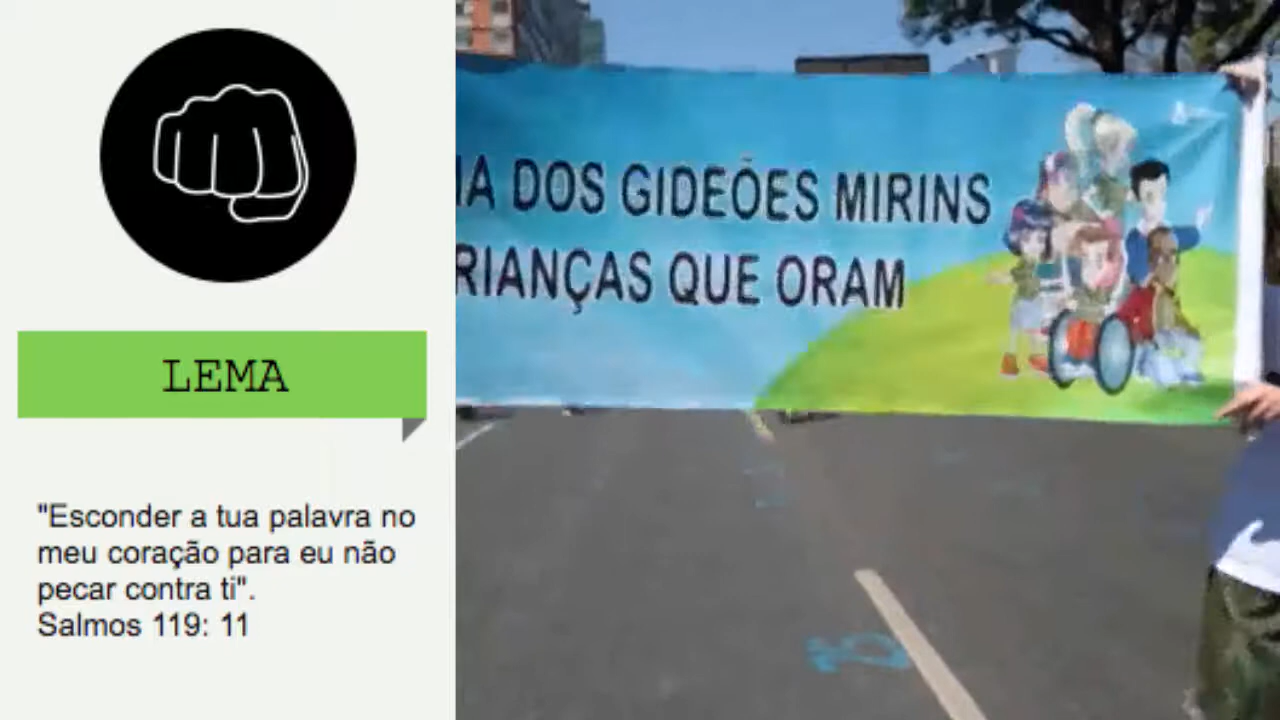 LEMA
"Esconder a tua palavra no
meu coração para eu não
pecar contra ti".
Salmos 119: 11
IA DOS GIDEÕES MIRINS
RIANÇAS QUE ORAM